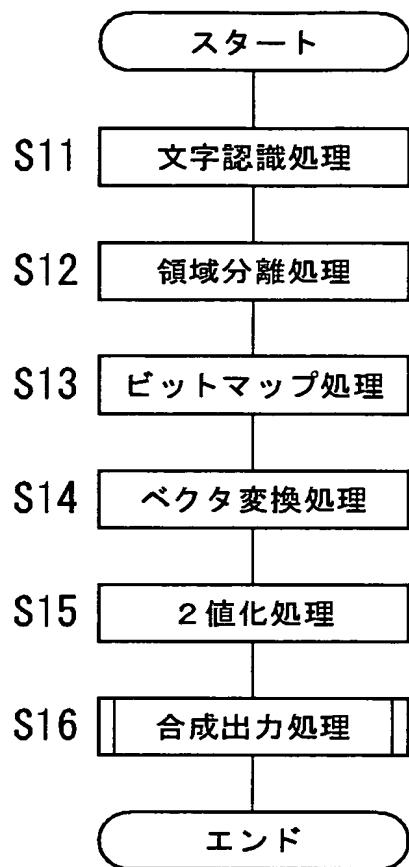 スタート
S11 文字認識処理
S12 領域分離処理
S13 ビットマップ処理
S14 ベクタ変換処理
S15 2値化処理
S16 合成出力処理
エンド